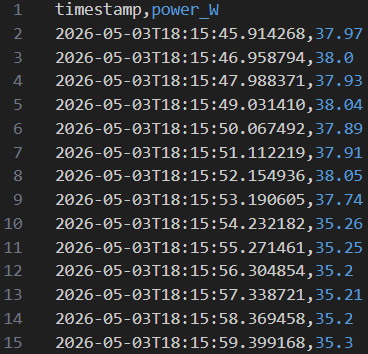 1 timestamp,power_W
2 2026-05-03T18:15:45.914268,37.97
3 2026-05-03T18:15:46.958794,38.0
4 2026-05-03T18:15:47.988371,37.93
5 2026-05-03T18:15:49.031410,38.04
6 2026-05-03T18:15:50.067492,37.89
7 2026-05-03T18:15:51.112219,37.91
8 2026-05-03T18:15:52.154936,38.05
9 2026-05-03T18:15:53.190605,37.74
10 2026-05-03T18:15:54.232182,35.26
11 2026-05-03T18:15:55.271461,35.25
12 2026-05-03T18:15:56.304854,35.2
13 2026-05-03T18:15:57.338721,35.21
14 2026-05-03T18:15:58.369458,35.2
15 2026-05-03T18:15:59.399168,35.3